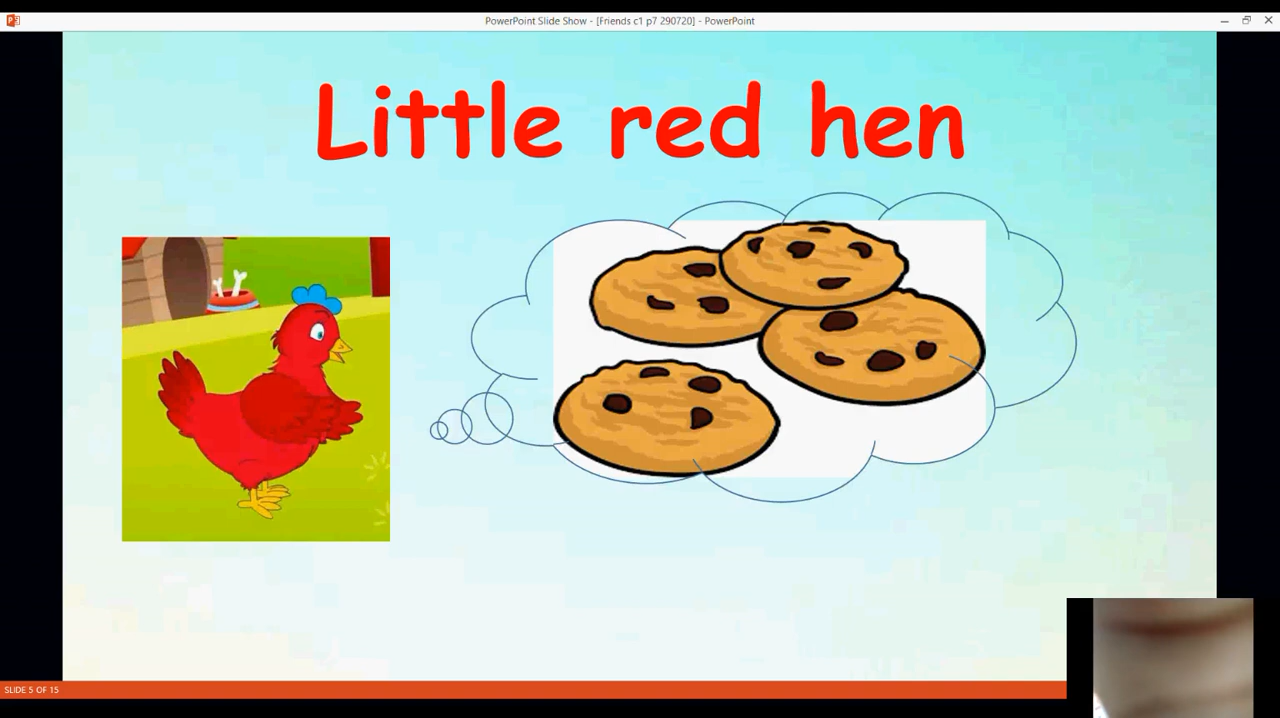 PowerPoint Slide Show - [Friends c1 p7 290720] - PowerPoint
Little red hen
SLIDE 5 OF 15